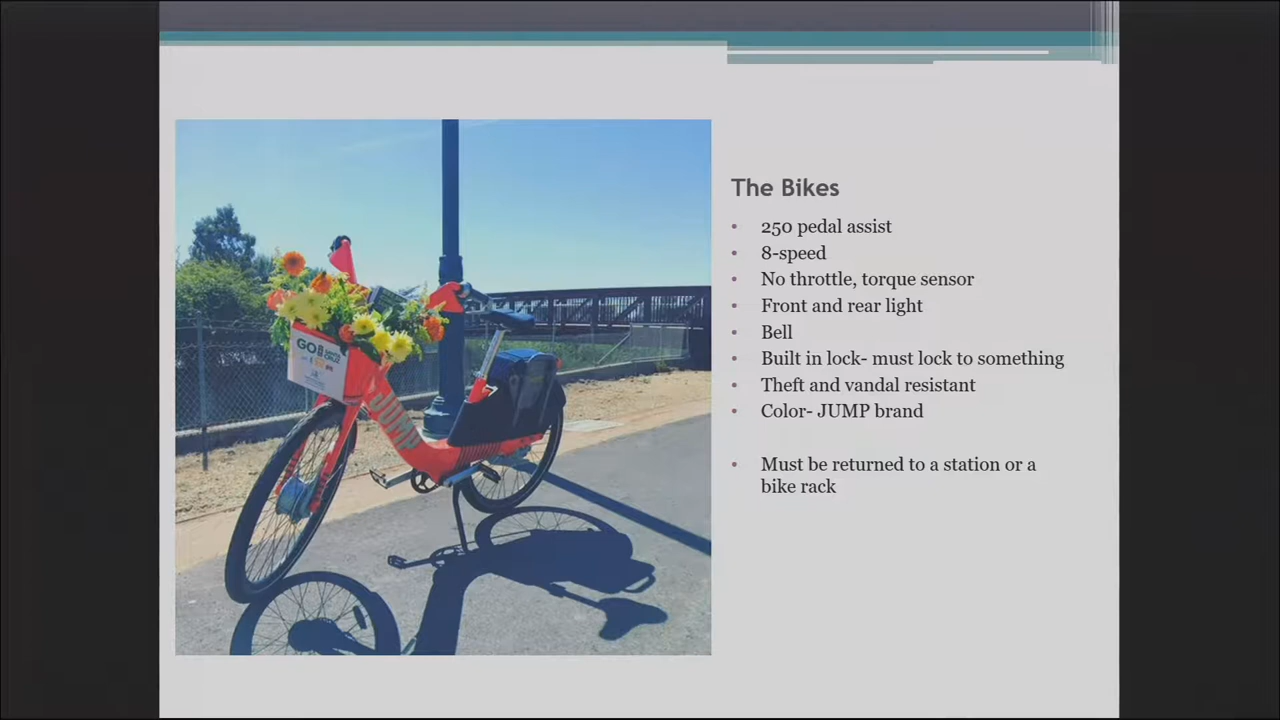 The Bikes
• 250 pedal assist
• 8-speed
• No throttle, torque sensor
• Front and rear light
• Bell
• Built in lock- must lock to something
• Theft and vandal resistant
• Color- JUMP brand
• Must be returned to a station or a
bike rack
GO
JUMP